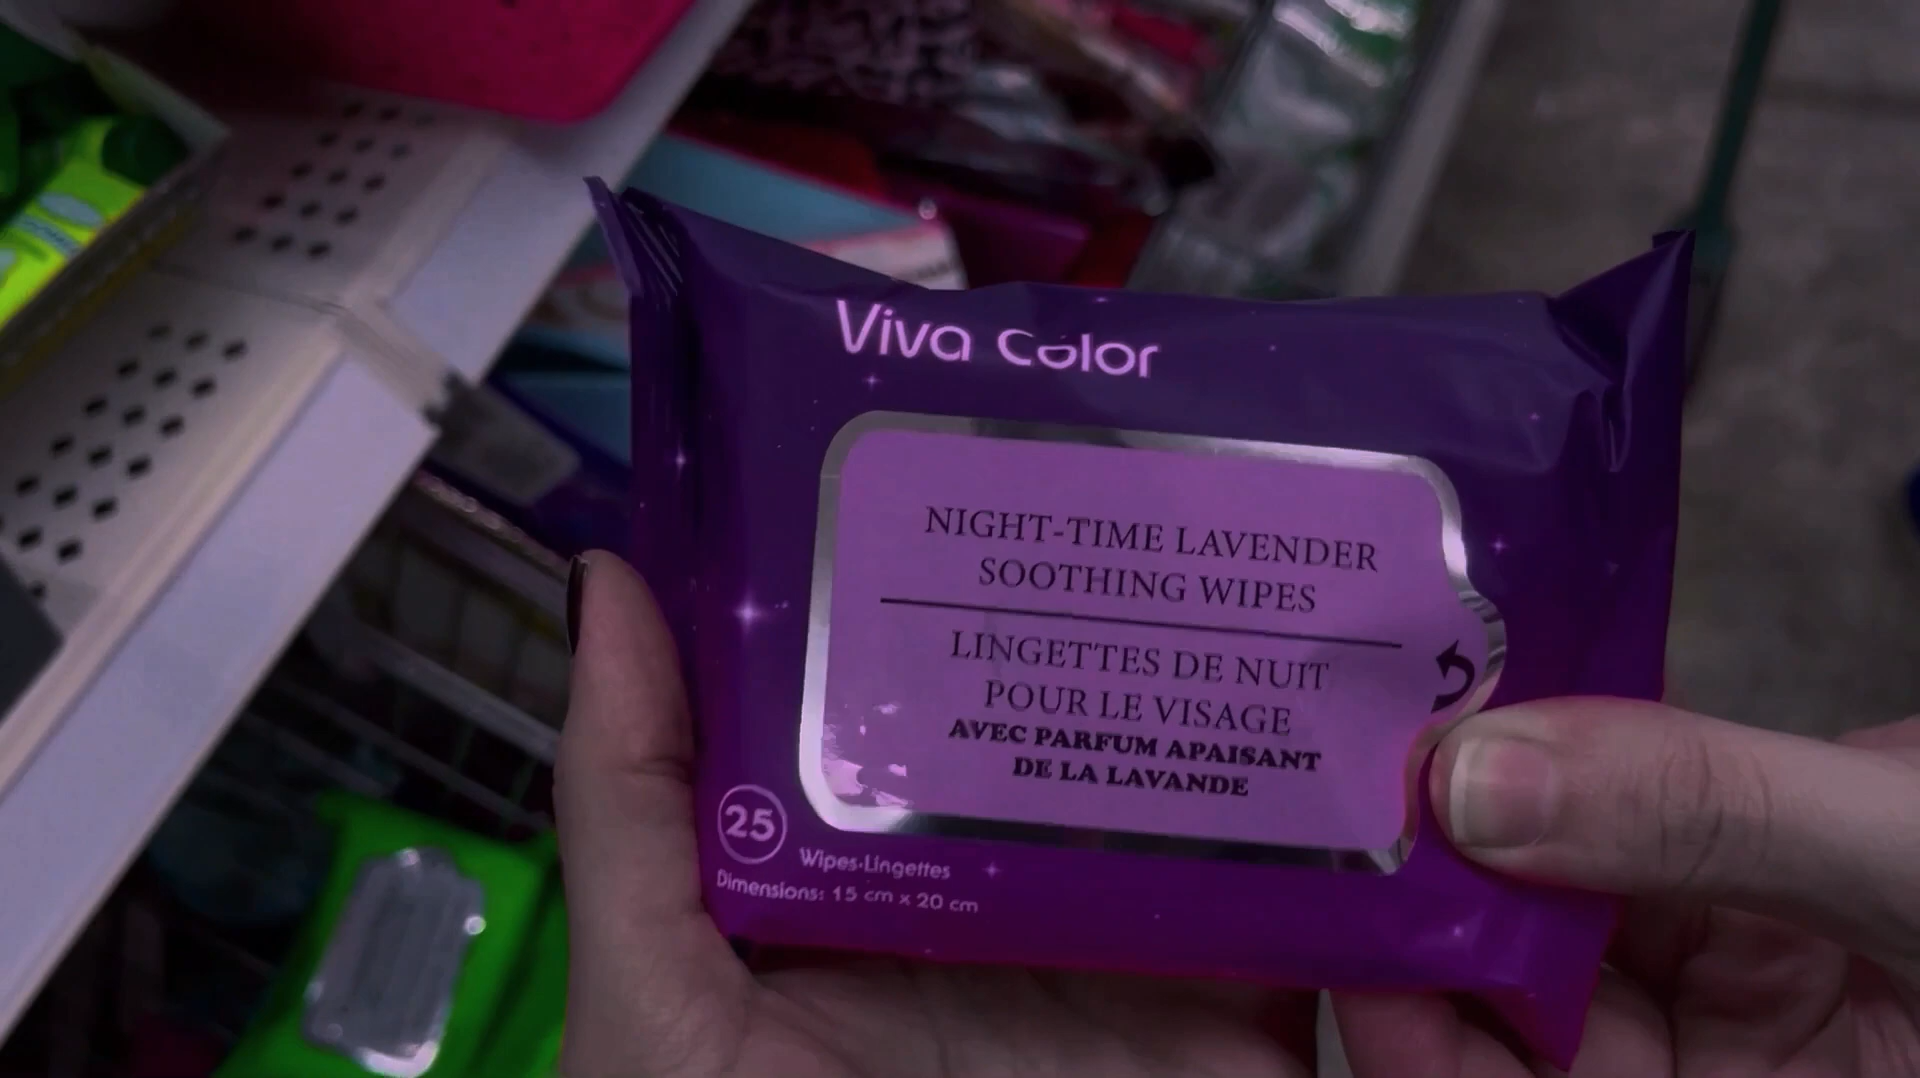 Viva Color
NIGHT-TIME LAVENDER
SOOTHING WIPES
LINGETTES DE NUIT
POUR LE VISAGE
AVEC PARFUM APAISANT
DE LA LAVANDE
25
Wipes•Lingettes
Dimensions: 15 cm x 20 cm